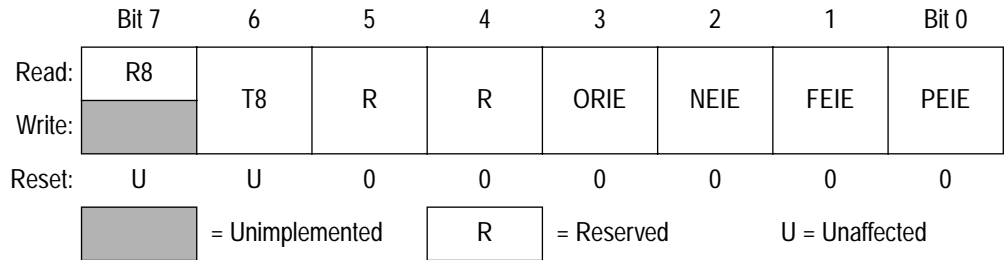 Bit 7 6 5 4 3 2 1 Bit 0
Read: R8
T8 R R ORIE NEIE FEIE PEIE
Write:
Reset: U U 0 0 0 0 0 0
= Unimplemented R = Reserved U = Unaffected